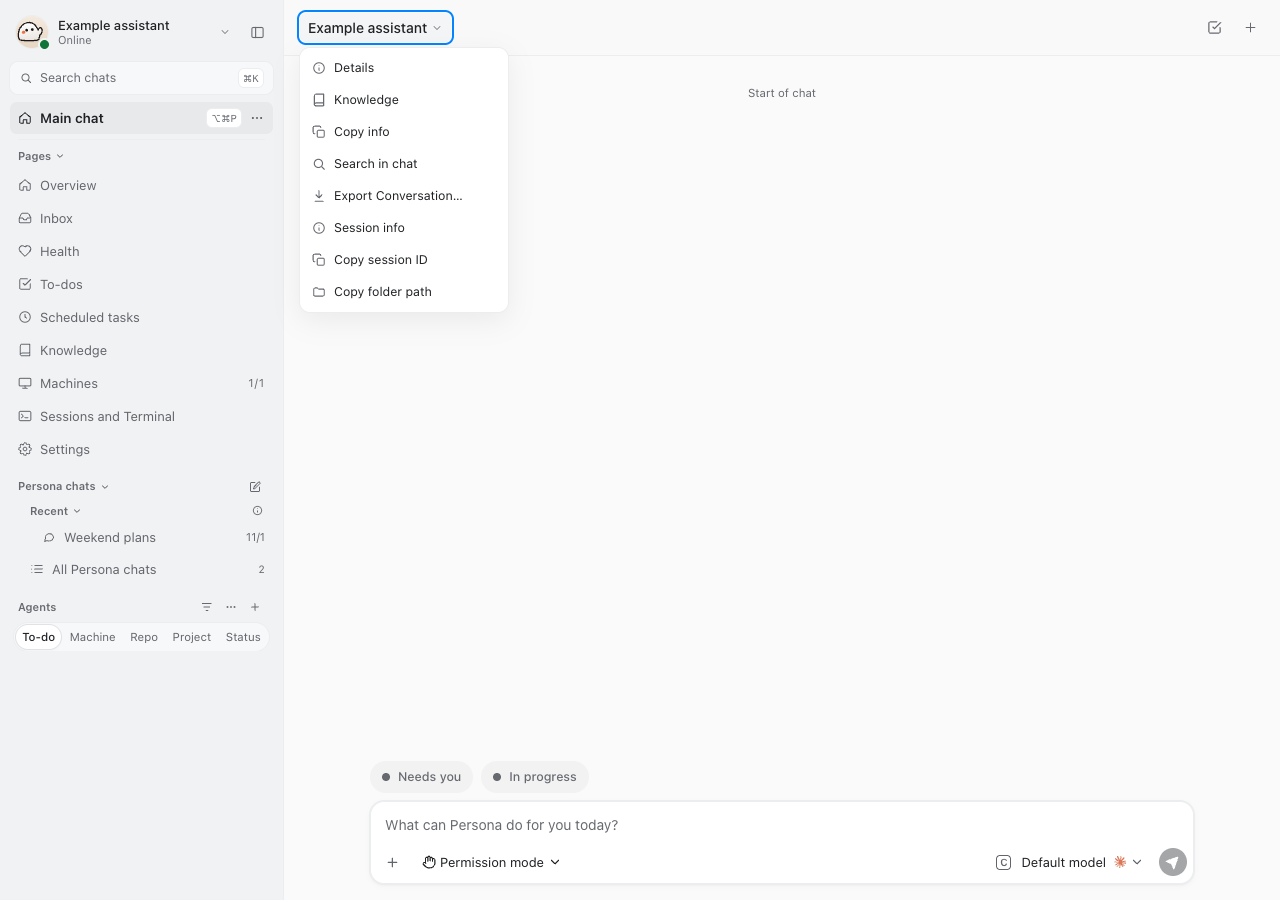 Example assistant
Online
Search chats
⌘K
Main chat
⌥⌘P
Pages
Overview
Inbox
Health
To-dos
Scheduled tasks
Knowledge
Machines
1/1
Sessions and Terminal
Settings
Persona chats
Recent
Weekend plans
11/1
All Persona chats
2
Agents
To-do
Machine
Repo
Project
Status
Example assistant
Details
Knowledge
Copy info
Search in chat
Export Conversation...
Session info
Copy session ID
Copy folder path
Start of chat
Needs you
In progress
What can Persona do for you today?
Permission mode
C
Default model